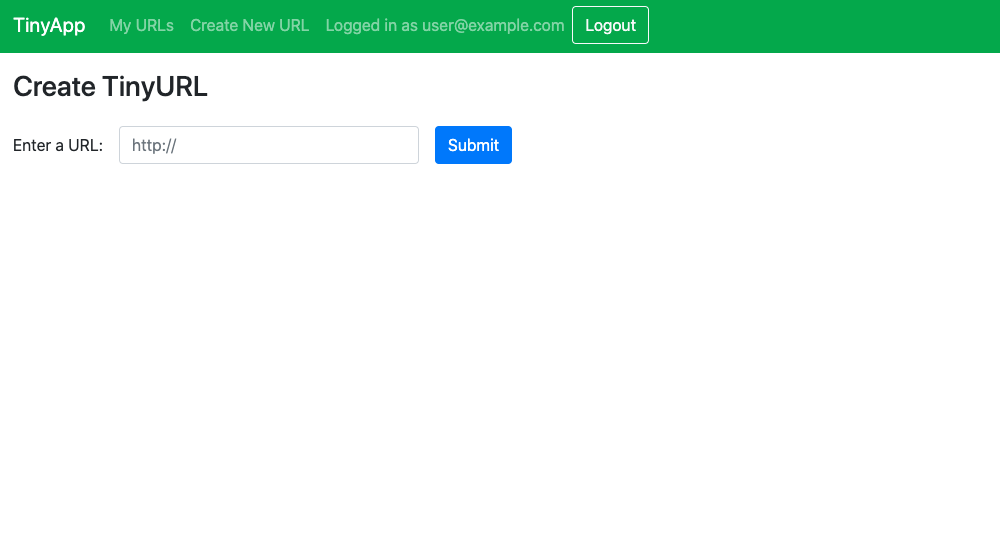 TinyApp My URLs Create New URL Logged in as user@example.com Logout
Create TinyURL
Enter a URL: http:// Submit